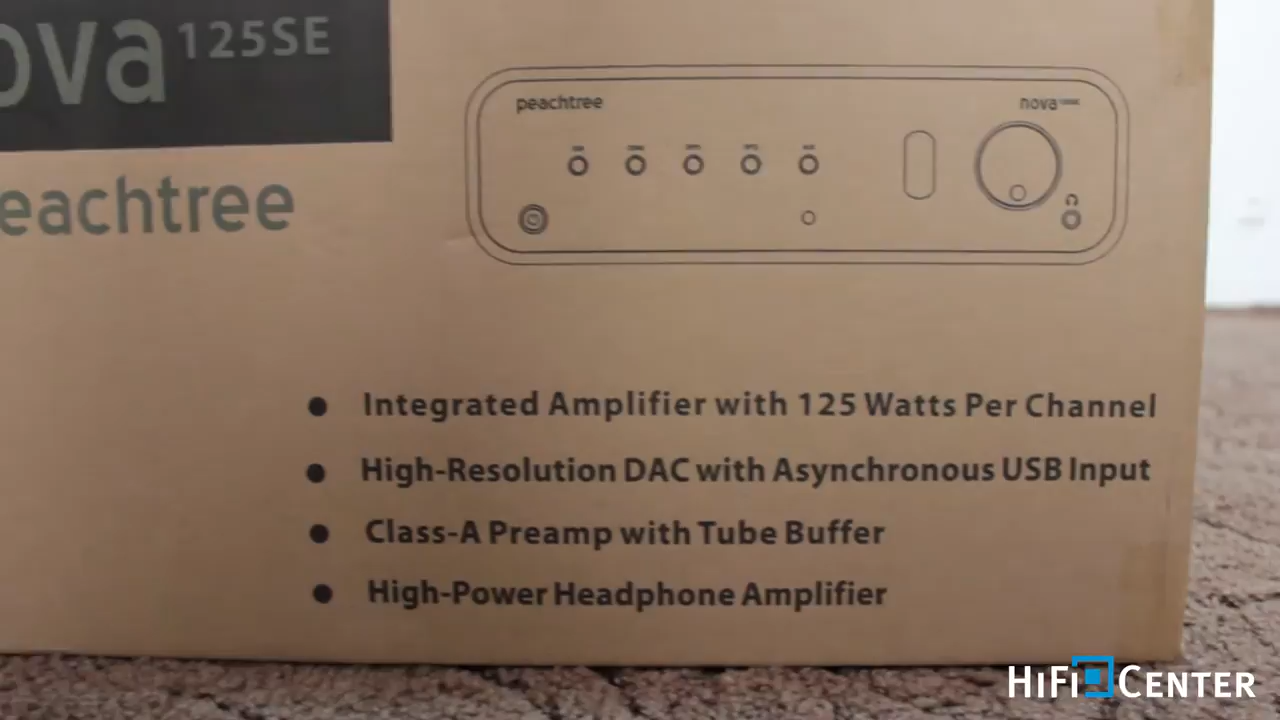 ova 125SE
peachtree
nova
eachtree
Integrated Amplifier with 125 Watts Per Channel
High-Resolution DAC with Asynchronous USB Input
Class-A Preamp with Tube Buffer
High-Power Headphone Amplifier
HIFI CENTER